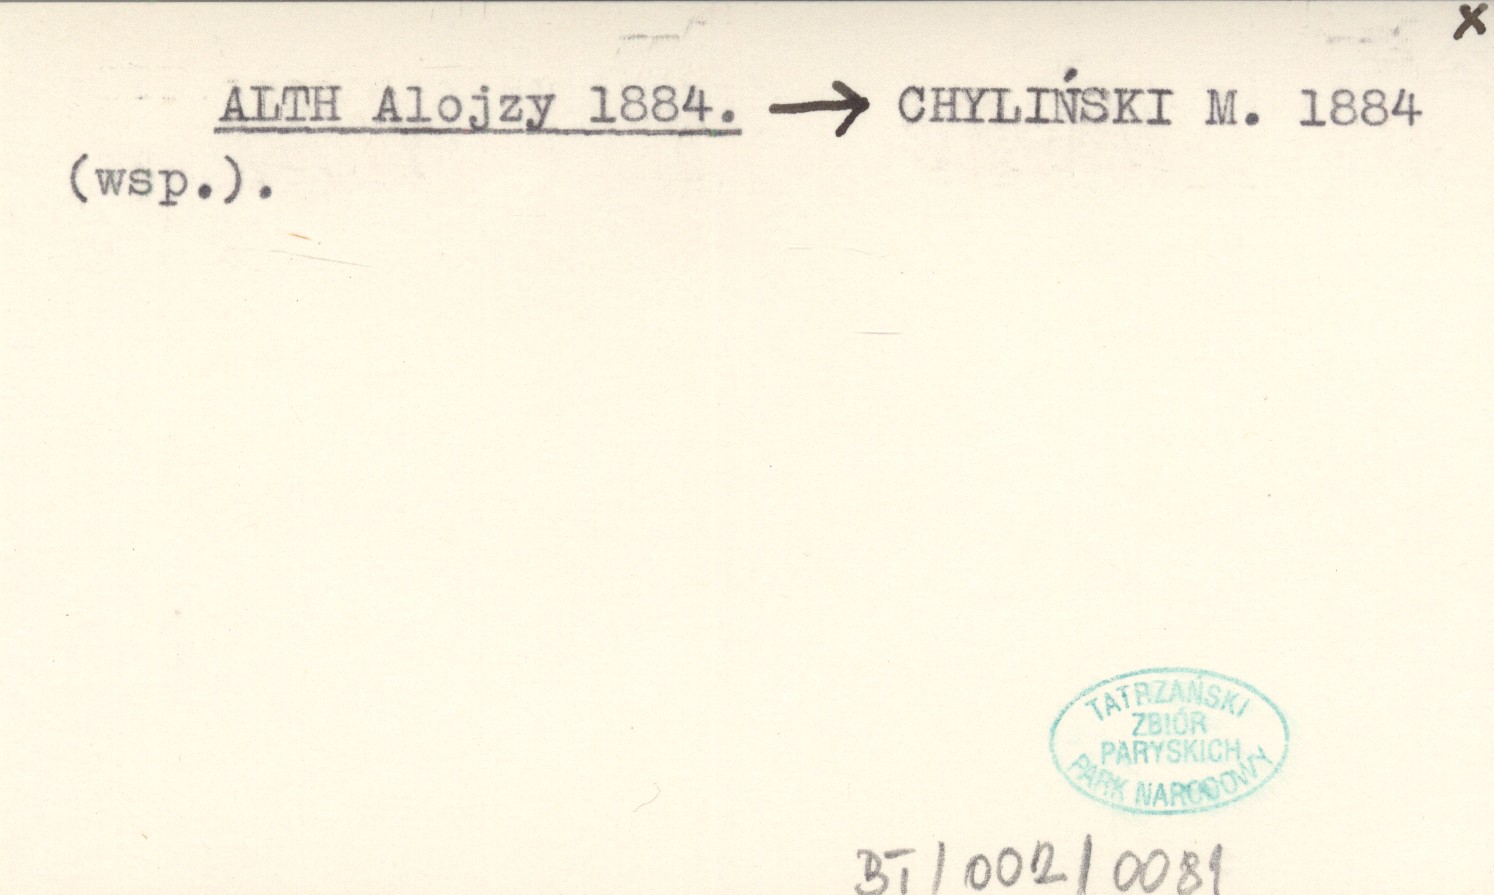 x
ALTH Alojzy 1884. → CHYLIŃSKI M. 1884
(wsp.).
TATRZAŃSKI
ZBIÓR
PARYSKICH
PARK NARODOWY
BT/002/0081